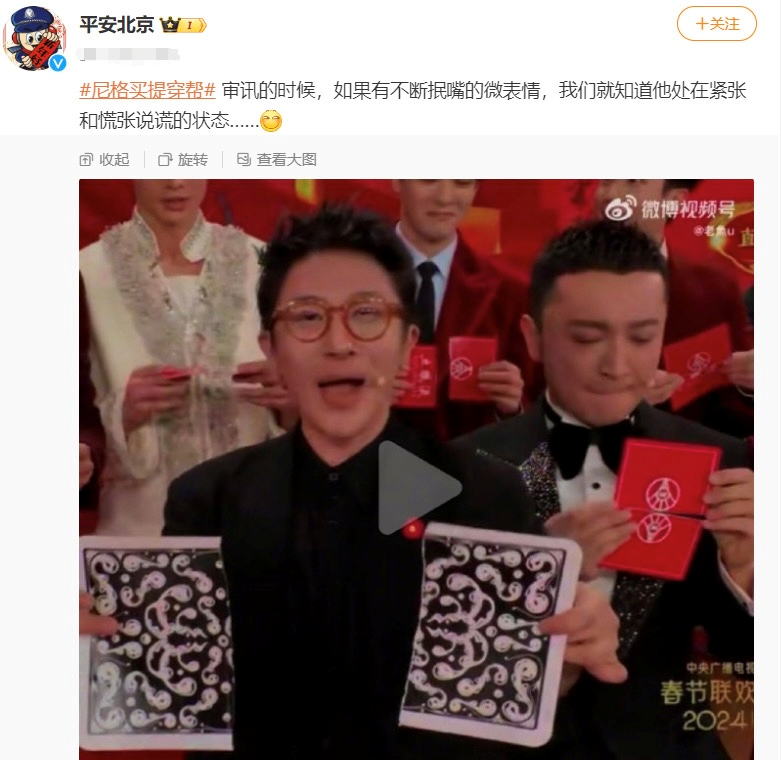 平安北京
1
+关注
#尼格买提穿帮# 审讯的时候，如果有不断抿嘴的微表情，我们就知道他处在紧张
和慌张说谊的状态......
收起
旋转
查看大图
微博视频号
中央广播电视
春节联欢
2024